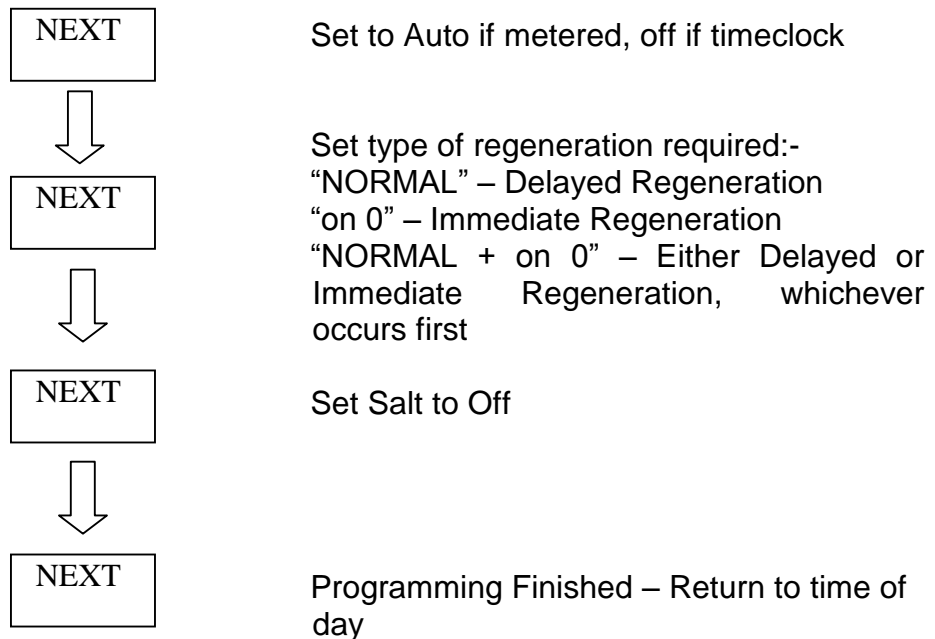 NEXT
Set to Auto if metered, off if timeclock
Set type of regeneration required:-
NEXT
“NORMAL” – Delayed Regeneration
“on 0” – Immediate Regeneration
“NORMAL + on 0” – Either Delayed or
Immediate Regeneration, whichever
occurs first
NEXT
Set Salt to Off
NEXT
Programming Finished – Return to time of
day